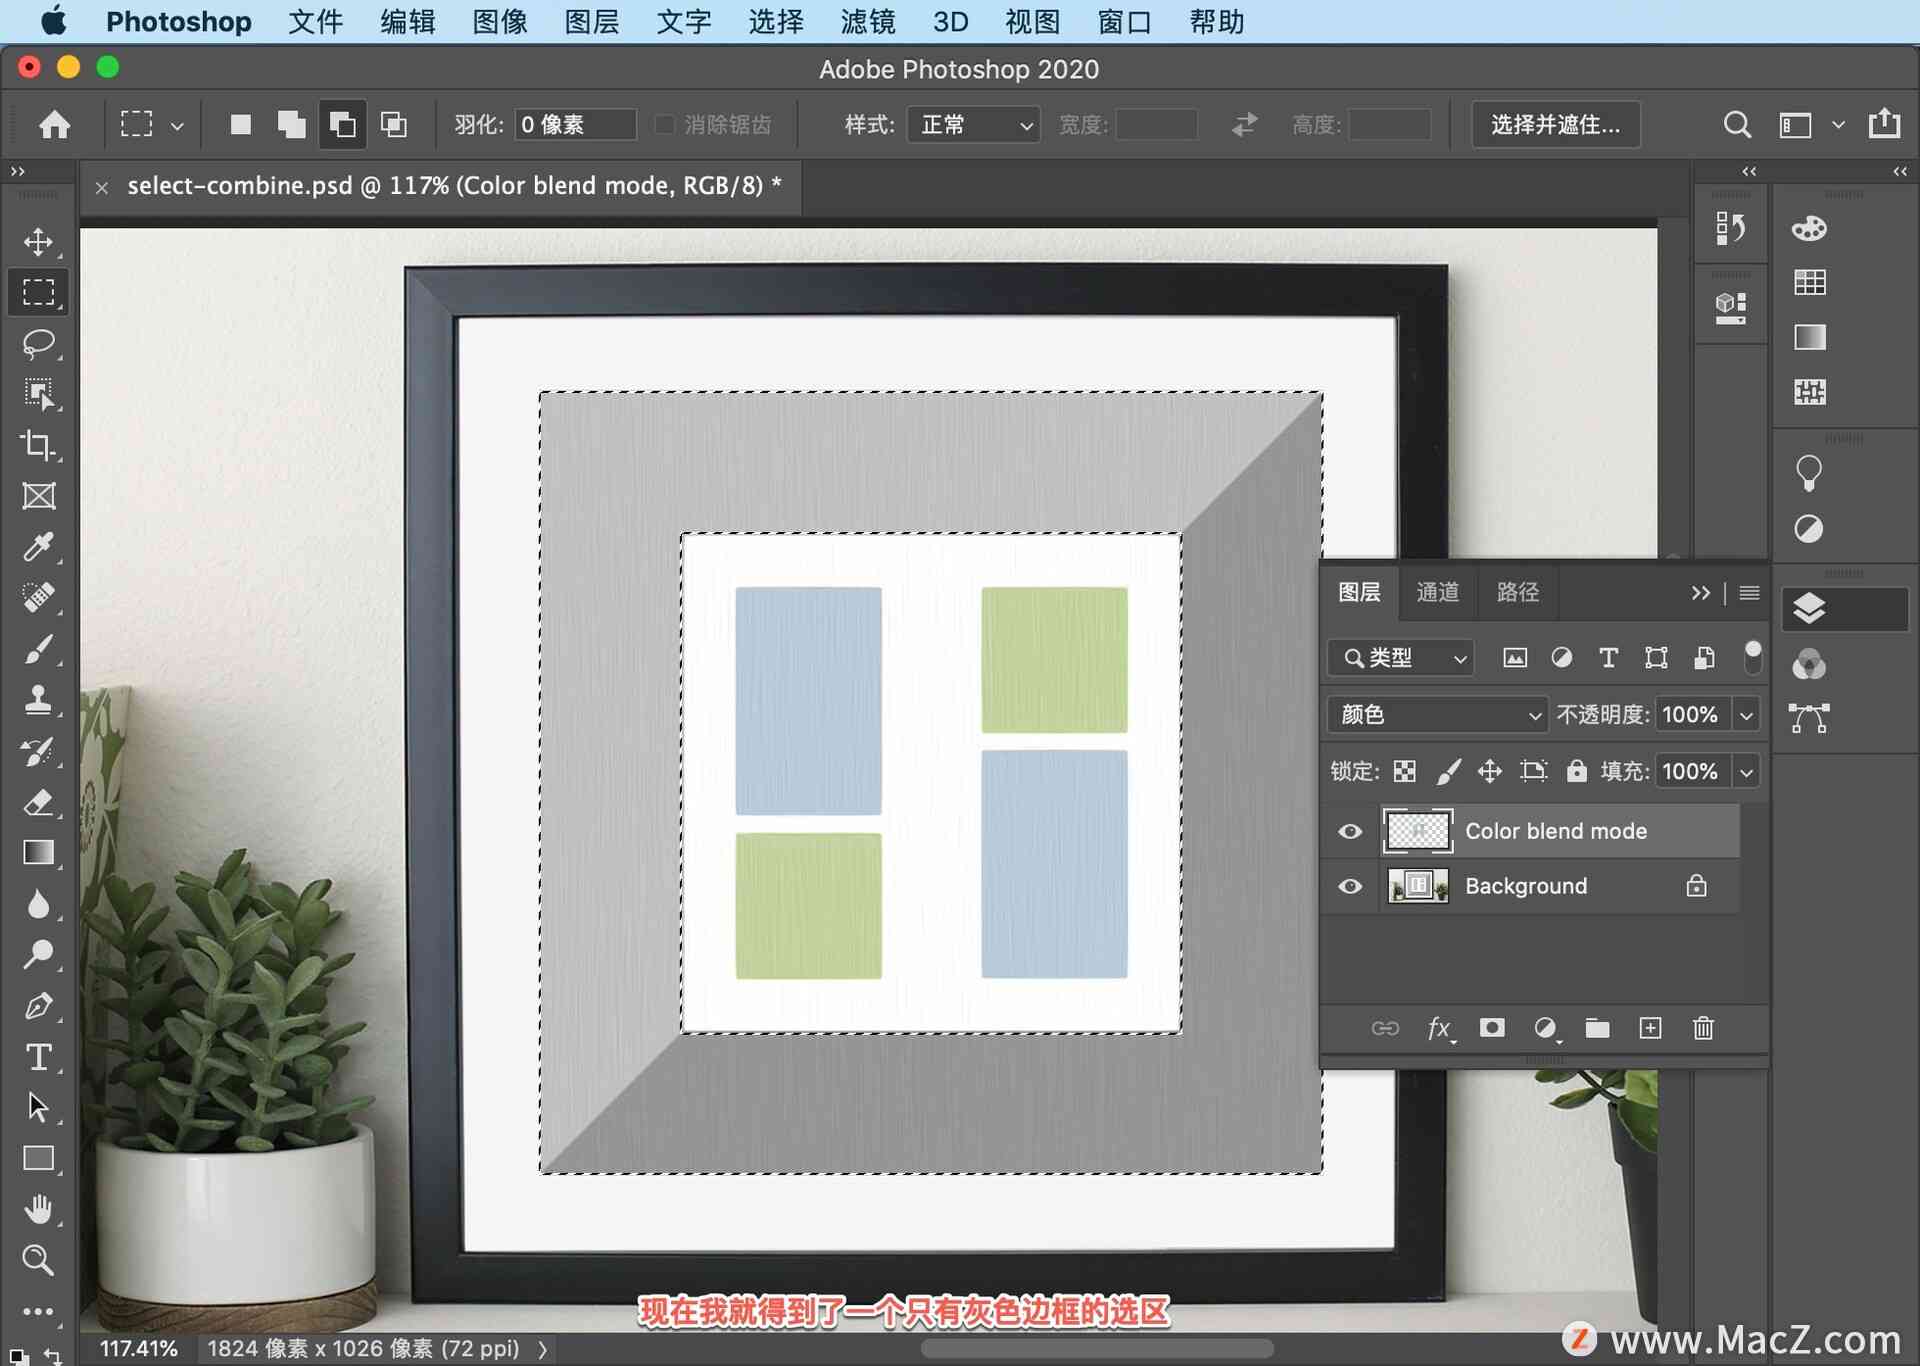 Photoshop 文件 编辑 图像 图层 文字 选择 滤镜 3D 视图 窗口 帮助
Adobe Photoshop 2020
羽化: 0 像素 消除锯齿 样式: 正常 宽度: 高度: 选择并遮住...
select-combine.psd @ 117% (Color blend mode, RGB/8) *
图层 通道 路径
类型
颜色 不透明度: 100%
锁定: 填充: 100%
Color blend mode
Background
fx
现在我就得到了一个只有灰色边框的选区
117.41% 1824 像素 x 1026 像素 (72 ppi)
Z www.MacZ.com